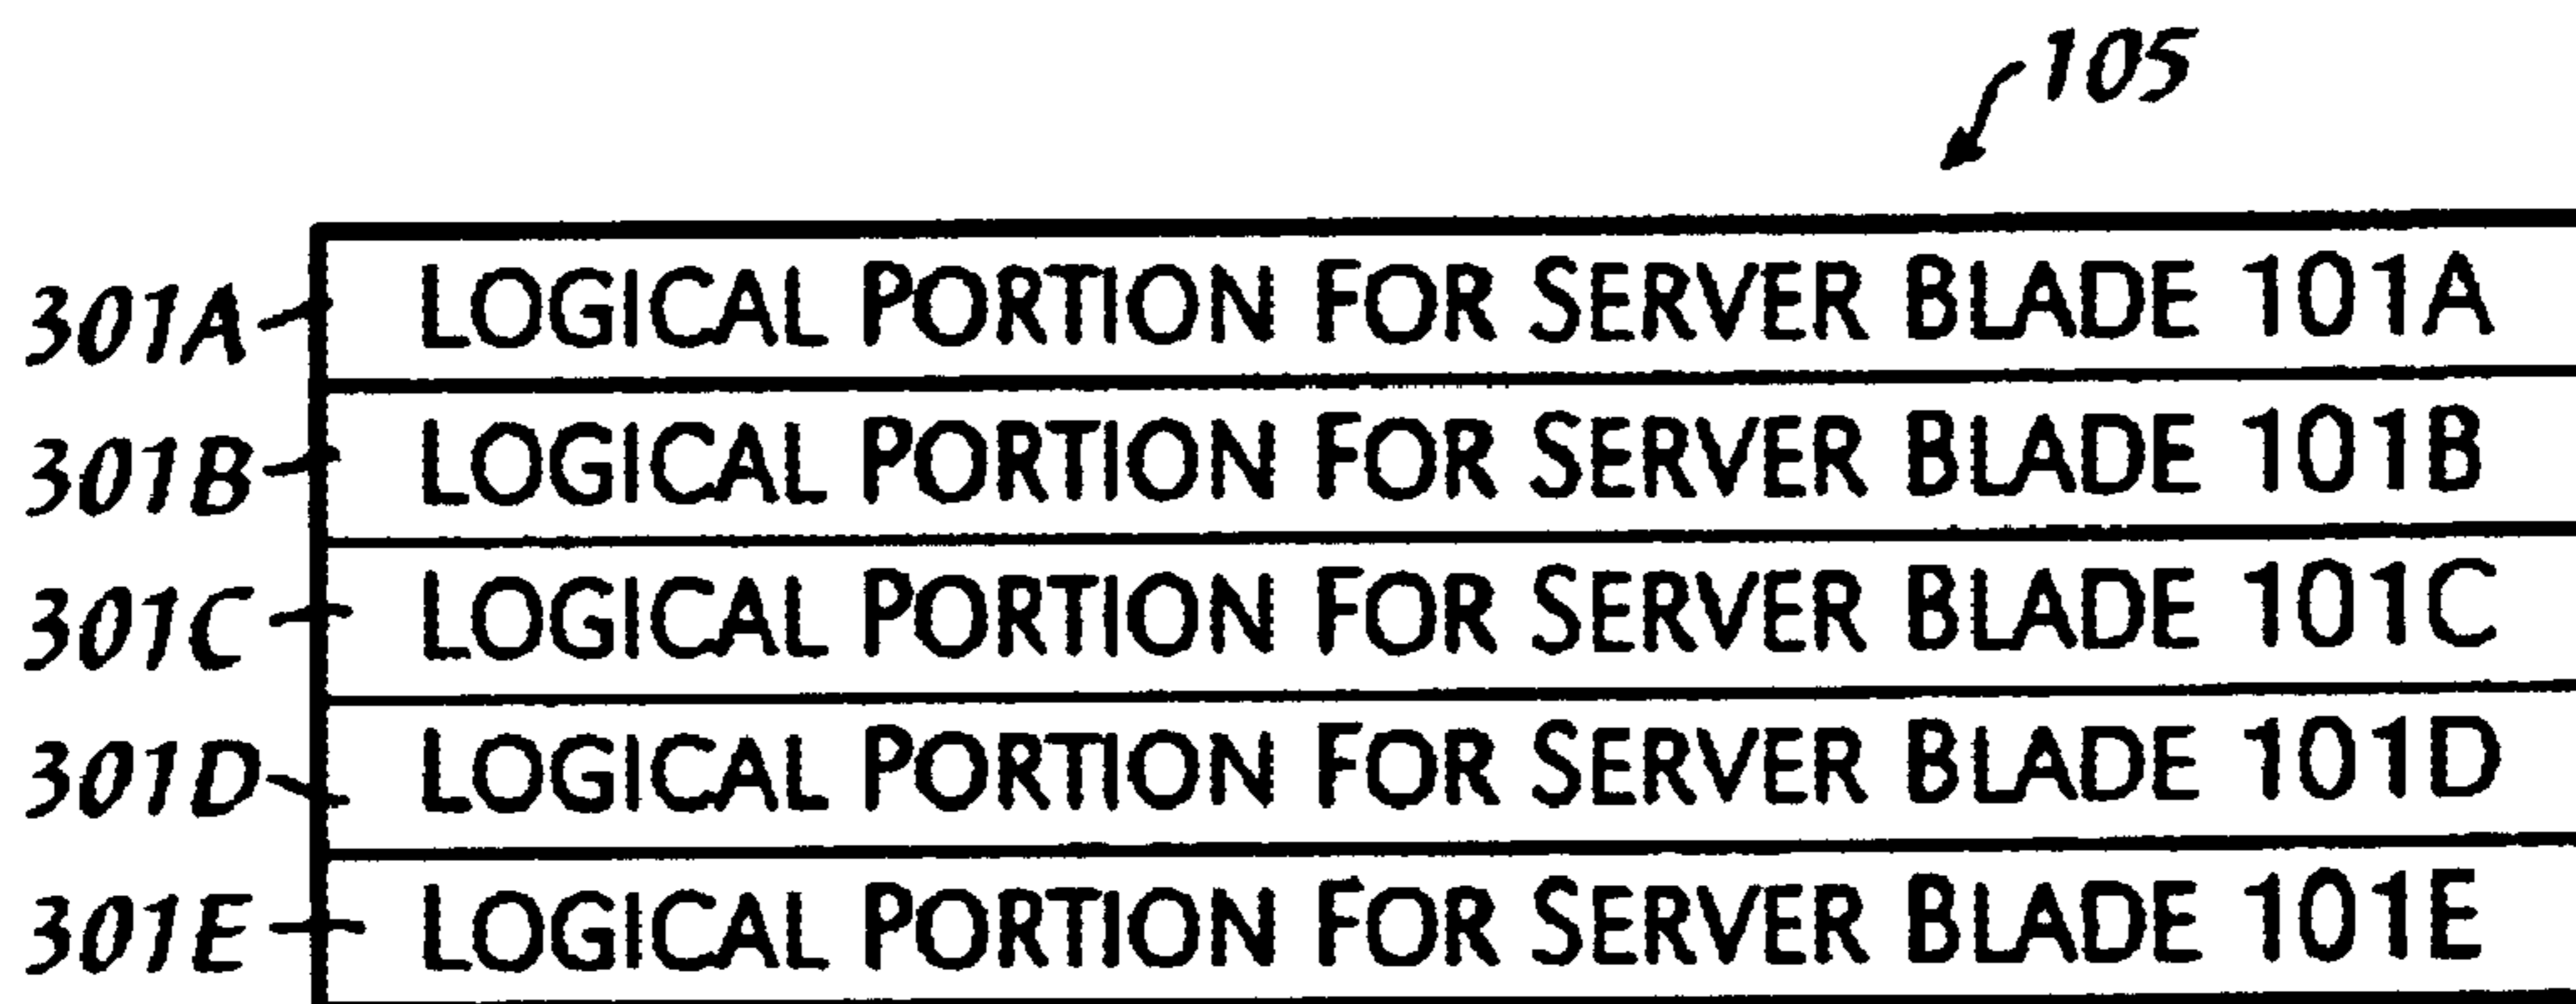 105
301A LOGICAL PORTION FOR SERVER BLADE 101A
301B LOGICAL PORTION FOR SERVER BLADE 101B
301C LOGICAL PORTION FOR SERVER BLADE 101C
301D LOGICAL PORTION FOR SERVER BLADE 101D
301E LOGICAL PORTION FOR SERVER BLADE 101E